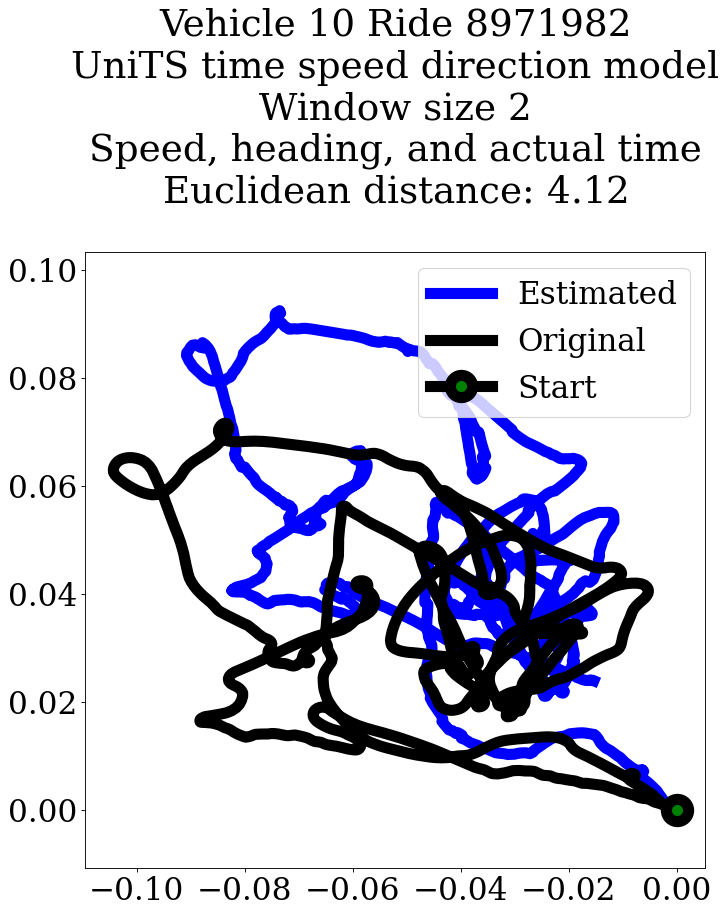 Vehicle 10 Ride 8971982
UniTS time speed direction model
Window size 2
Speed, heading, and actual time
Euclidean distance: 4.12
Estimated
Original
Start
0.10
0.08
0.06
0.04
0.02
0.00
−0.10 −0.08 −0.06 −0.04 −0.02 0.00